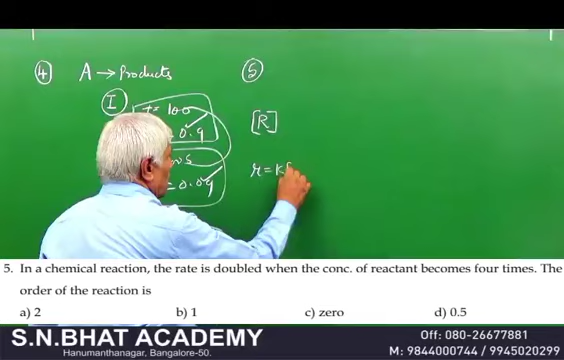 ④ A → Products ⑤
I t = 100
= 0.9 [R]
r = K[
= 0.09
5. In a chemical reaction, the rate is doubled when the conc. of reactant becomes four times. The
order of the reaction is
a) 2 b) 1 c) zero d) 0.5
S.N.BHAT ACADEMY
Hanumanthanagar, Bangalore-50.
Off: 080-26677881
M: 9844000744 / 9945020299